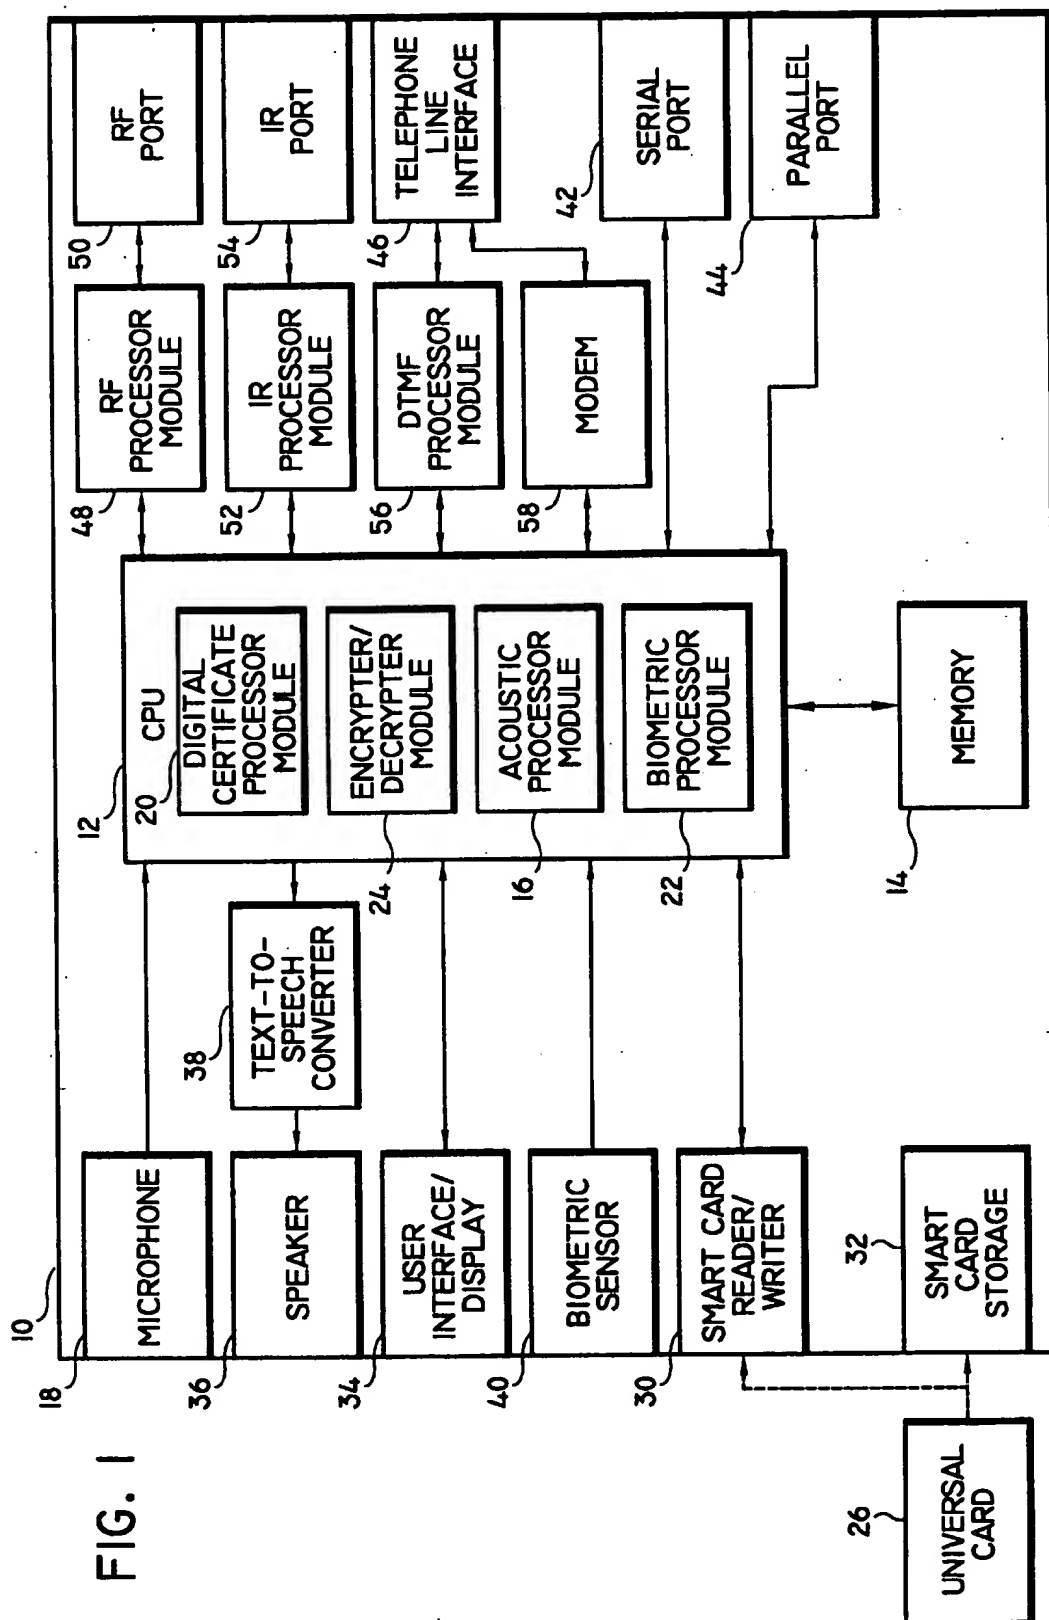 FIG. 1
10
18
MICROPHONE
36
SPEAKER
34
USER
INTERFACE/
DISPLAY
40
BIOMETRIC
SENSOR
30
SMART CARD
READER/
WRITER
32
SMART
CARD
STORAGE
26
UNIVERSAL
CARD
38
TEXT-TO-
SPEECH
CONVERTER
12
CPU
20
DIGITAL
CERTIFICATE
PROCESSOR
MODULE
24
ENCRYPTER/
DECRYPTER
MODULE
16
ACOUSTIC
PROCESSOR
MODULE
22
BIOMETRIC
PROCESSOR
MODULE
14
MEMORY
48
RF
PROCESSOR
MODULE
52
IR
PROCESSOR
MODULE
56
DTMF
PROCESSOR
MODULE
58
MODEM
50
RF
PORT
54
IR
PORT
46
TELEPHONE
LINE
INTERFACE
42
SERIAL
PORT
44
PARALLEL
PORT